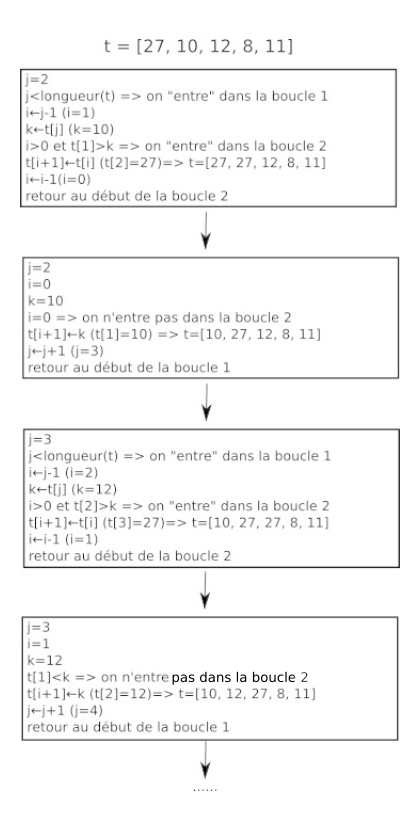 t = [27, 10, 12, 8, 11]
j=2
j<longueur(t) => on "entre" dans la boucle 1
i←j-1 (i=1)
k←t[j] (k=10)
i>0 et t[1]>k => on "entre" dans la boucle 2
t[i+1]←t[i] (t[2]=27)=> t=[27, 27, 12, 8, 11]
i←i-1(i=0)
retour au début de la boucle 2
j=2
i=0
k=10
i=0 => on n'entre pas dans la boucle 2
t[i+1]←k (t[1]=10) => t=[10, 27, 12, 8, 11]
j←j+1 (j=3)
retour au début de la boucle 1
j=3
j<longueur(t) => on "entre" dans la boucle 1
i←j-1 (i=2)
k←t[j] (k=12)
i>0 et t[2]>k => on "entre" dans la boucle 2
t[i+1]←t[i] (t[3]=27)=> t=[10, 27, 27, 8, 11]
i←i-1 (i=1)
retour au début de la boucle 2
j=3
i=1
k=12
t[1]<k => on n'entre pas dans la boucle 2
t[i+1]←k (t[2]=12)=> t=[10, 12, 27, 8, 11]
j←j+1 (j=4)
retour au début de la boucle 1
......